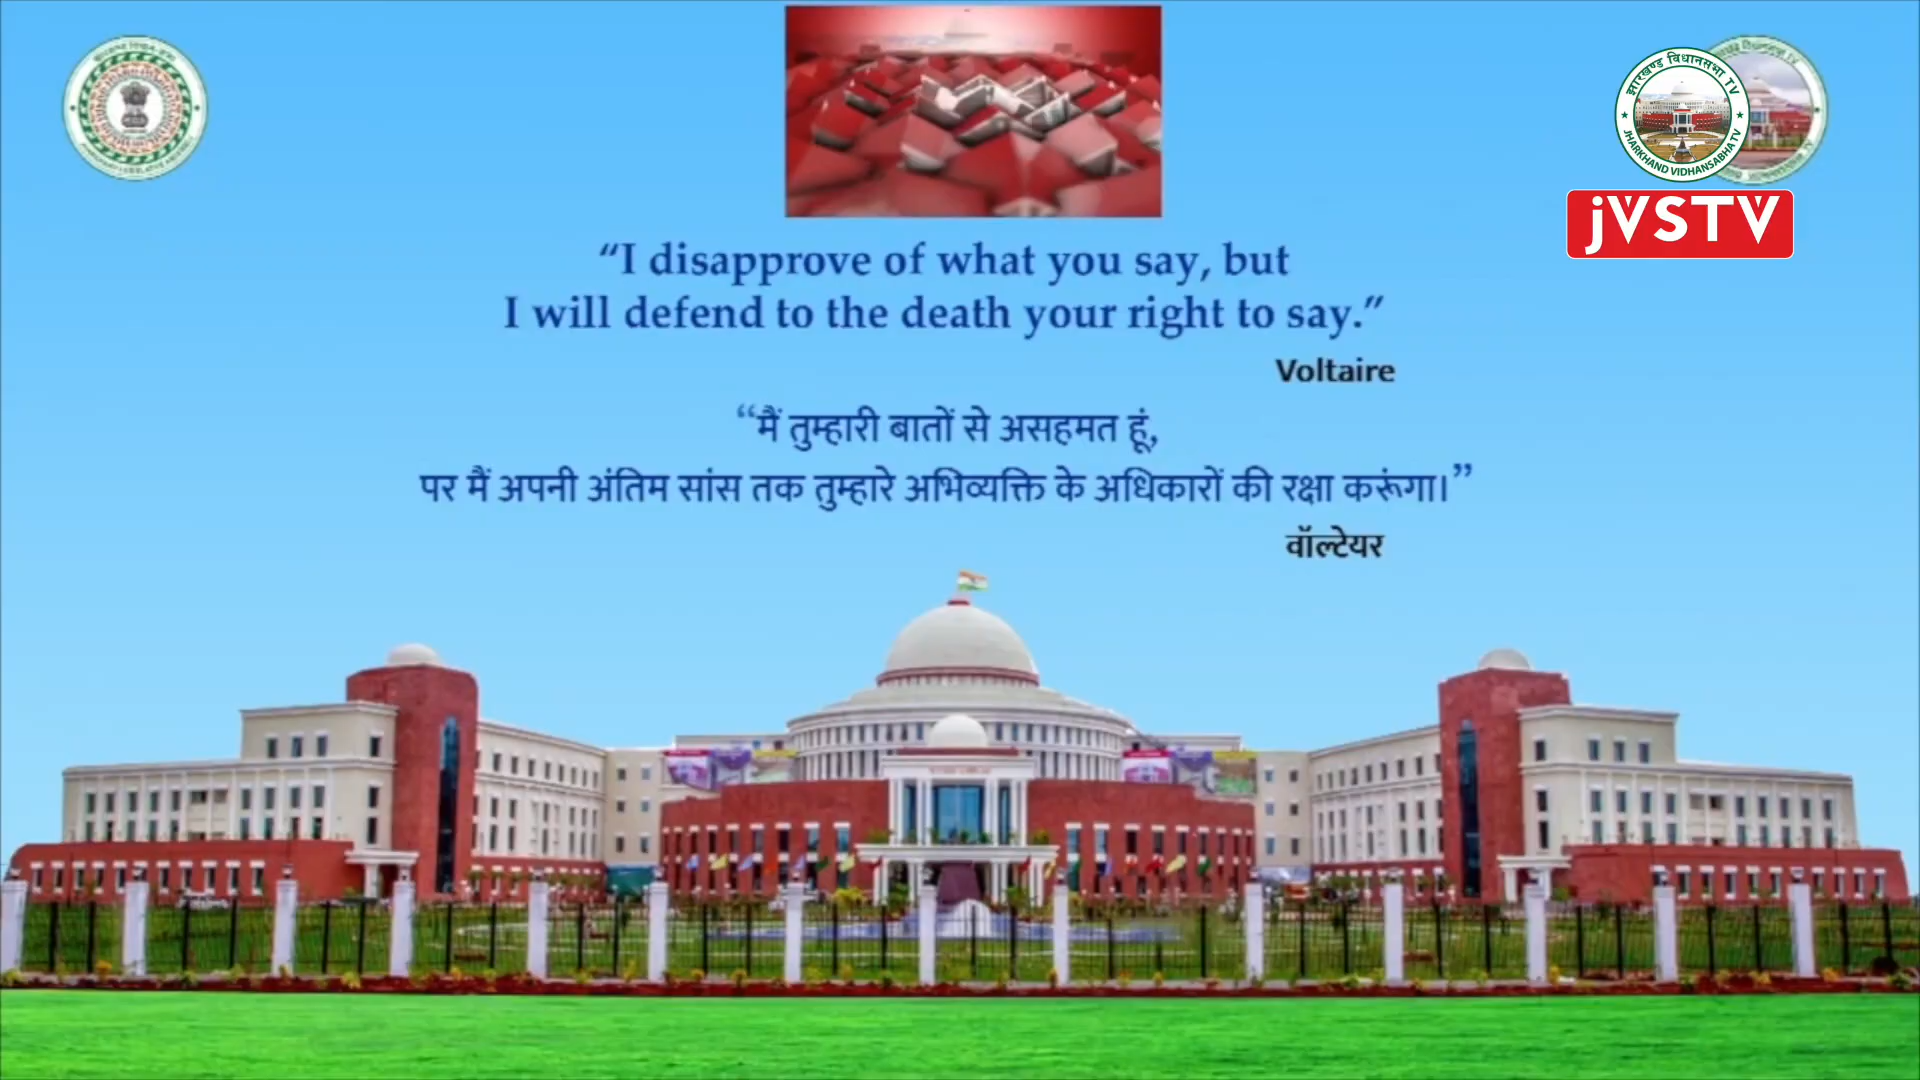 झारखण्ड विधानसभा TV
JHARKHAND VIDHANSABHA TV
jVSTV
“I disapprove of what you say, but
I will defend to the death your right to say.”
Voltaire
“मैं तुम्हारी बातों से असहमत हूं,
पर मैं अपनी अंतिम सांस तक तुम्हारे अभिव्यक्ति के अधिकारों की रक्षा करूंगा।”
वॉल्टेयर